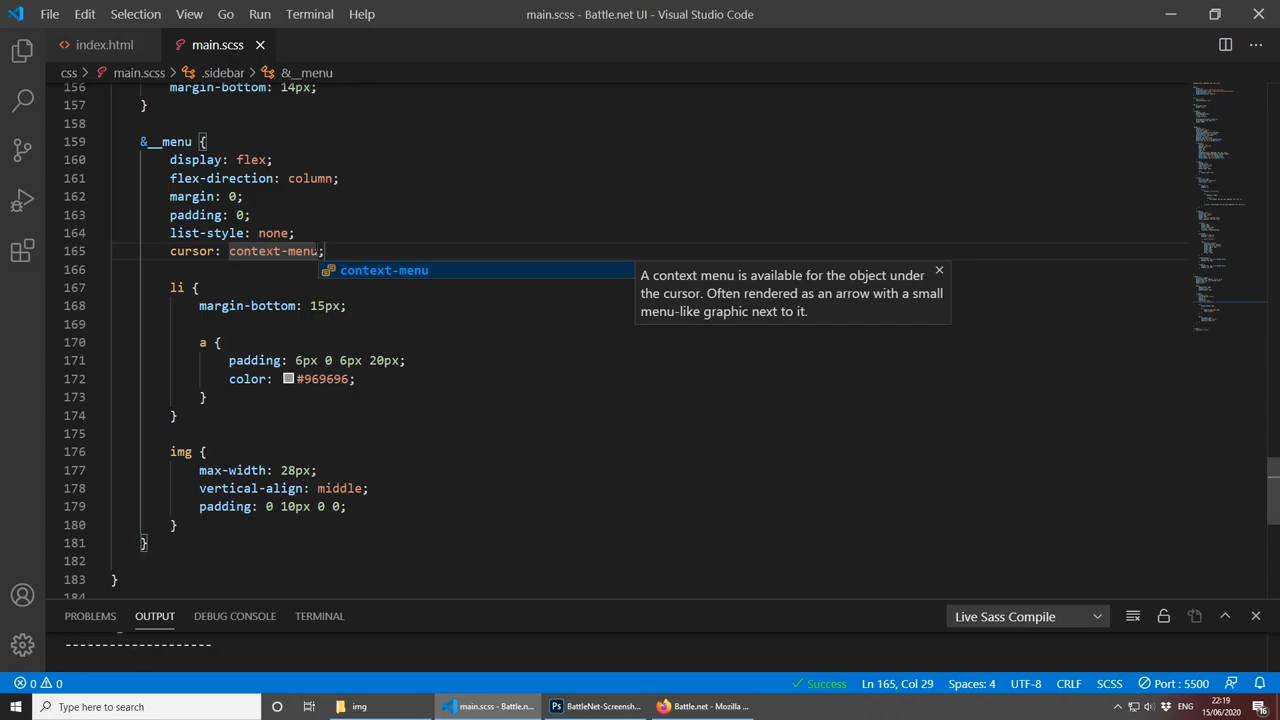 File Edit Selection View Go Run Terminal Help main.scss - Battle.net UI - Visual Studio Code
index.html main.scss
css main.scss .sidebar &__menu
156 margin-bottom: 14px;
157 }
158
159 &__menu {
160 display: flex;
161 flex-direction: column;
162 margin: 0;
163 padding: 0;
164 list-style: none;
165 cursor: context-menu;
166 context-menu
A context menu is available for the object under
the cursor. Often rendered as an arrow with a small
menu-like graphic next to it.
167 li {
168 margin-bottom: 15px;
169
170 a {
171 padding: 6px 0 6px 20px;
172 color: #969696;
173 }
174 }
175
176 img {
177 max-width: 28px;
178 vertical-align: middle;
179 padding: 0 10px 0 0;
180 }
181 }
182
183 }
184
PROBLEMS OUTPUT DEBUG CONSOLE TERMINAL Live Sass Compile
--------------------
0 0 Success Ln 165, Col 29 Spaces: 4 UTF-8 CRLF SCSS Port : 5500
Type here to search img main.scss - Battle.n... BattleNet-Screensh... Battle.net - Mozilla ... ENG 22:19
15/06/2020 16